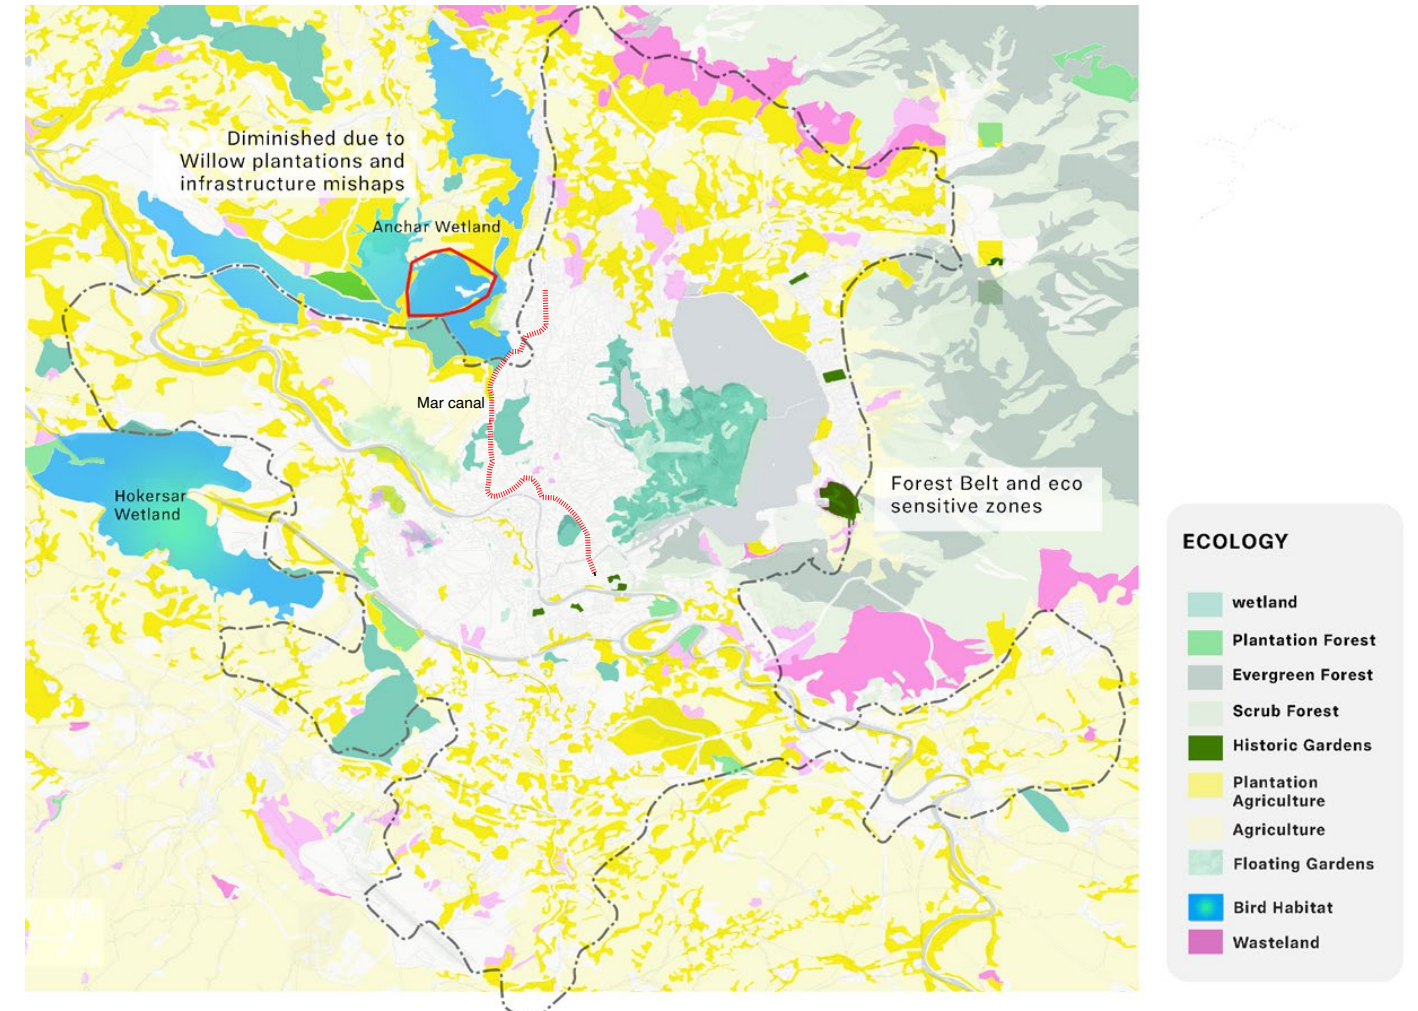 Diminished due to
Willow plantations and
infrastructure mishaps
Anchar Wetland
Mar canal
Hokersar
Wetland
Forest Belt and eco
sensitive zones
ECOLOGY
wetland
Plantation Forest
Evergreen Forest
Scrub Forest
Historic Gardens
Plantation
Agriculture
Agriculture
Floating Gardens
Bird Habitat
Wasteland